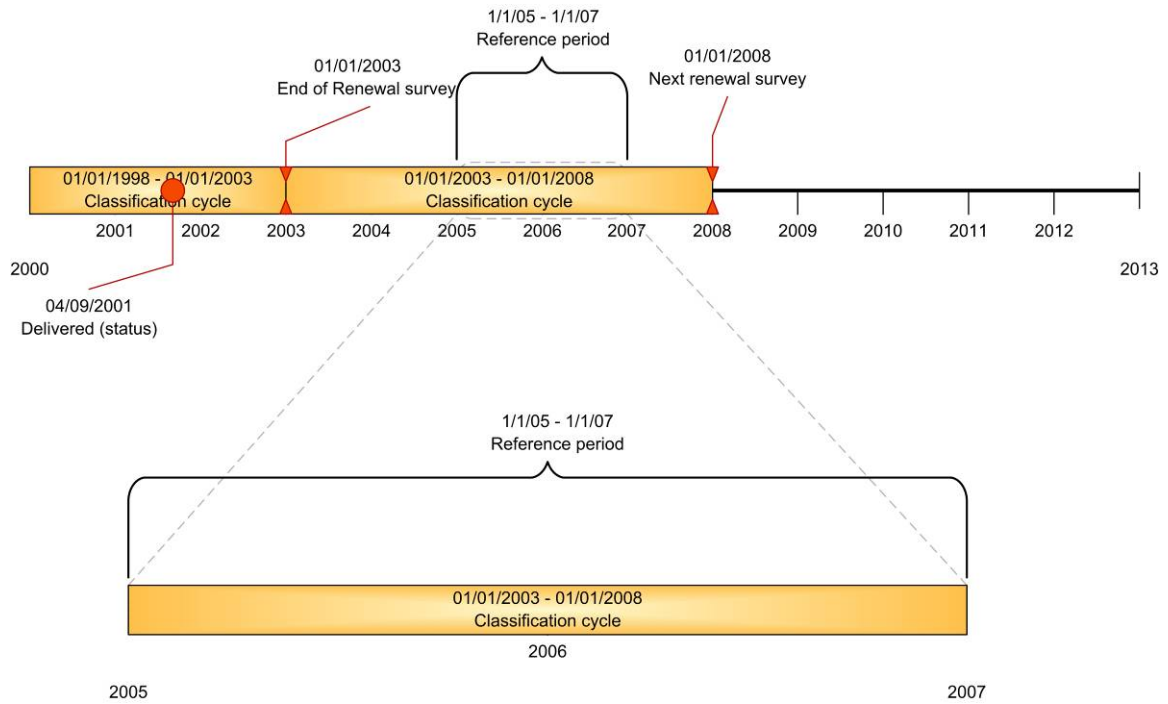 1/1/05 - 1/1/07
Reference period
01/01/2003
End of Renewal survey
01/01/2008
Next renewal survey
01/01/1998 - 01/01/2003
Classification cycle
01/01/2003 - 01/01/2008
Classification cycle
2001 2002 2003 2004 2005 2006 2007 2008 2009 2010 2011 2012
2000 2013
04/09/2001
Delivered (status)
1/1/05 - 1/1/07
Reference period
01/01/2003 - 01/01/2008
Classification cycle
2006
2005 2007